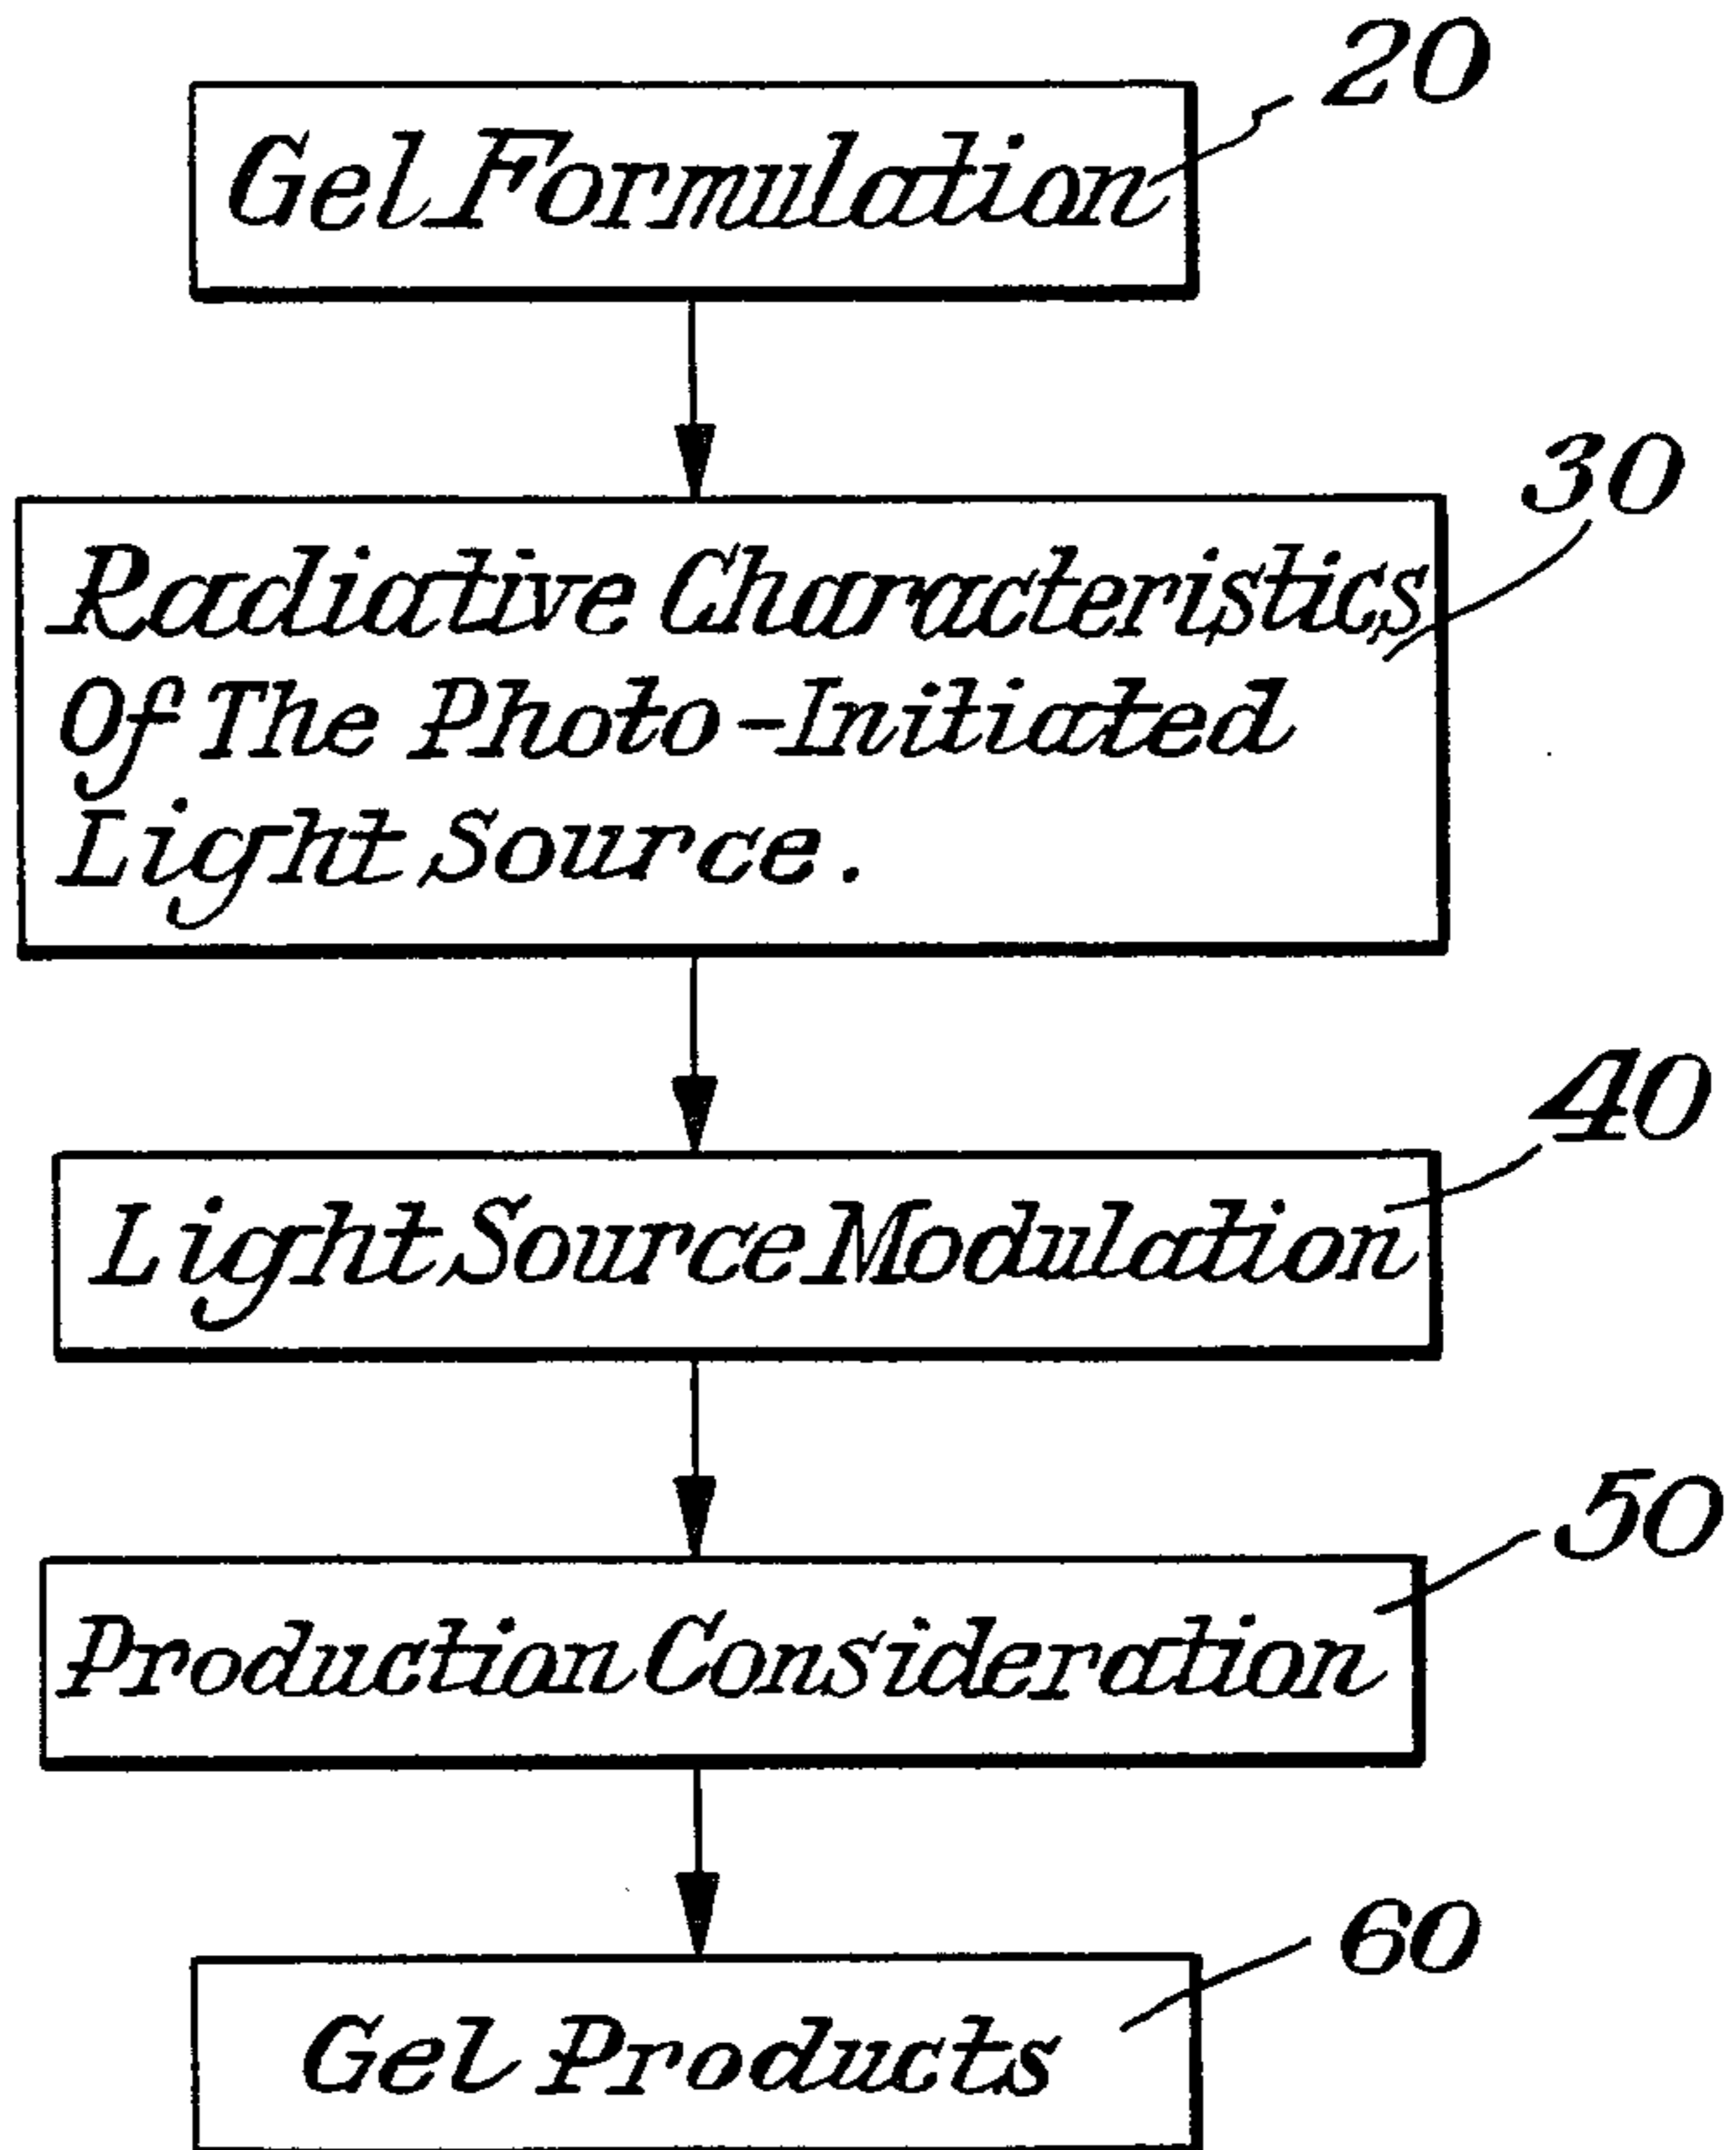 20
Gel Formulation
30
Radiative Characteristics
Of The Photo-Initiated
Light Source.
40
Light Source Modulation
50
Production Consideration
60
Gel Products